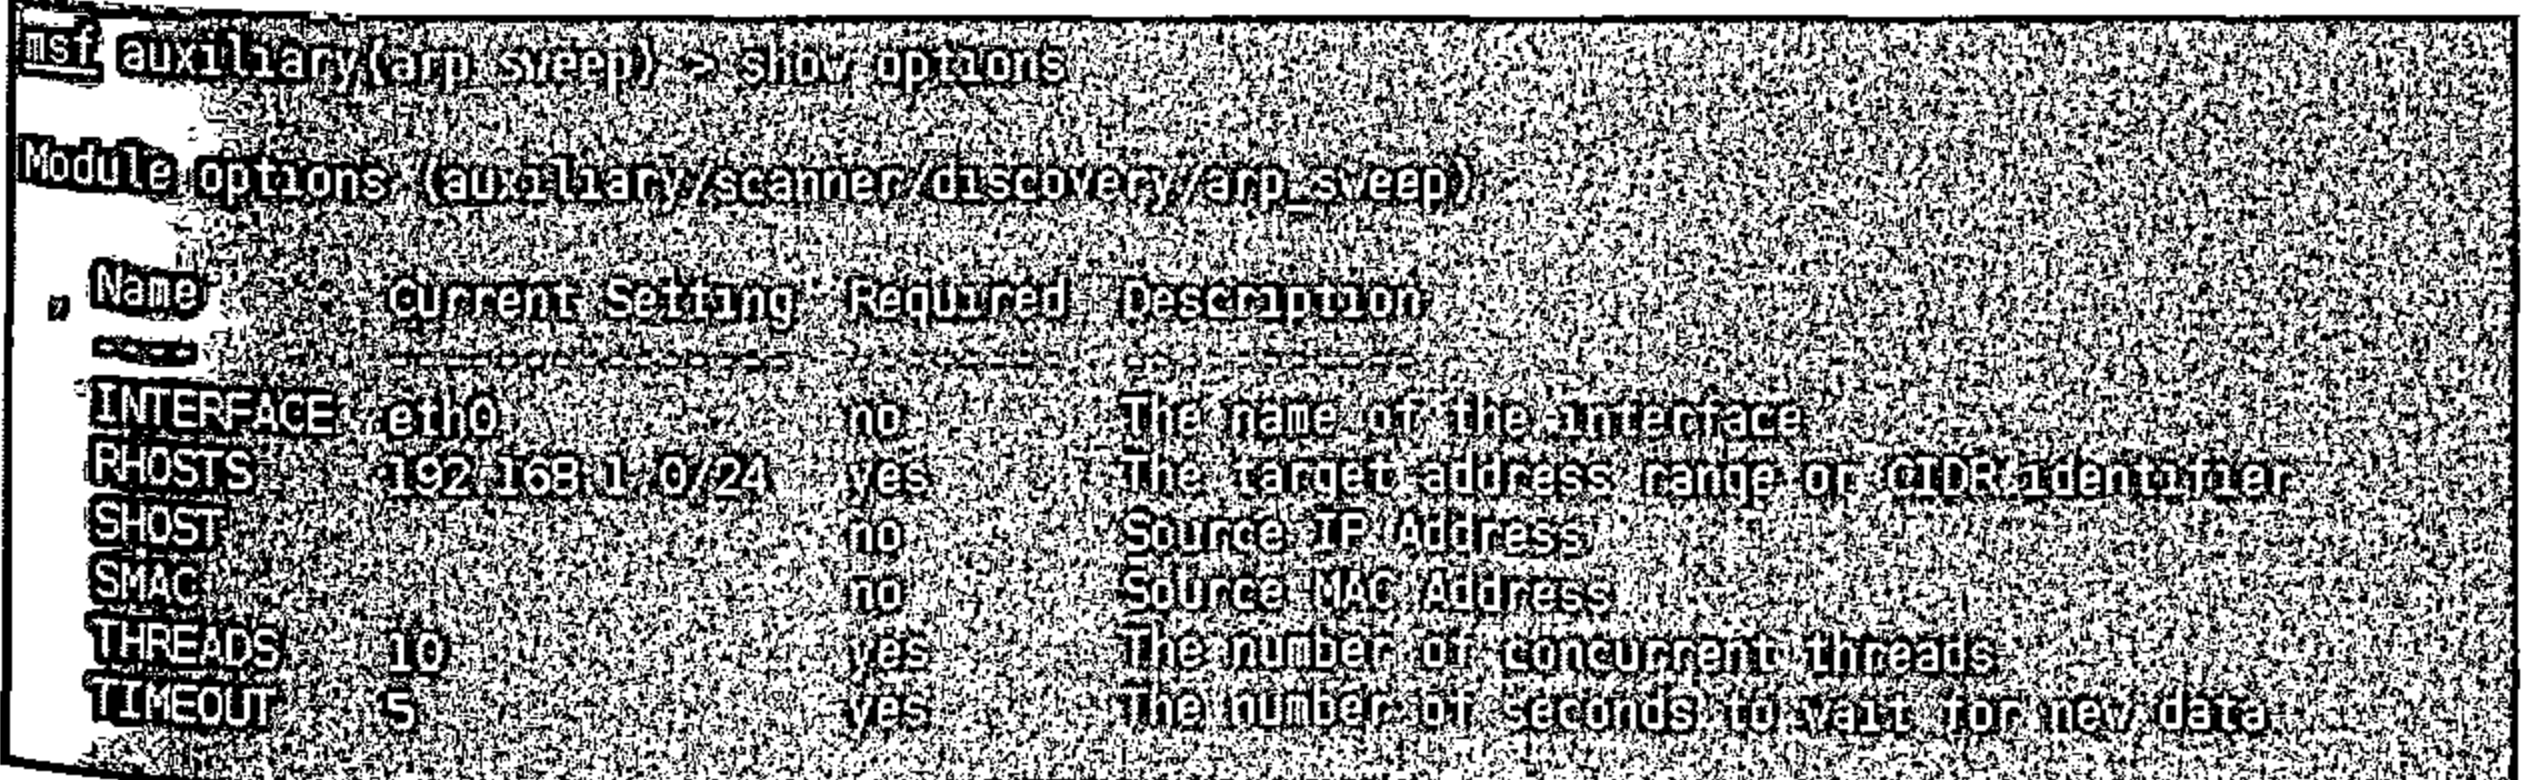 msf auxiliary(arp_sweep) > show options
Module options (auxiliary/scanner/discovery/arp_sweep)
Name Current Setting Required Description
---- --------------- -------- -----------
INTERFACE eth0 no The name of the interface
RHOSTS 192.168.1.0/24 yes The target address range or CIDR identifier
SHOST no Source IP Address
SMAC no Source MAC Address
THREADS 10 yes The number of concurrent threads
TIMEOUT 5 yes The number of seconds to wait for new data